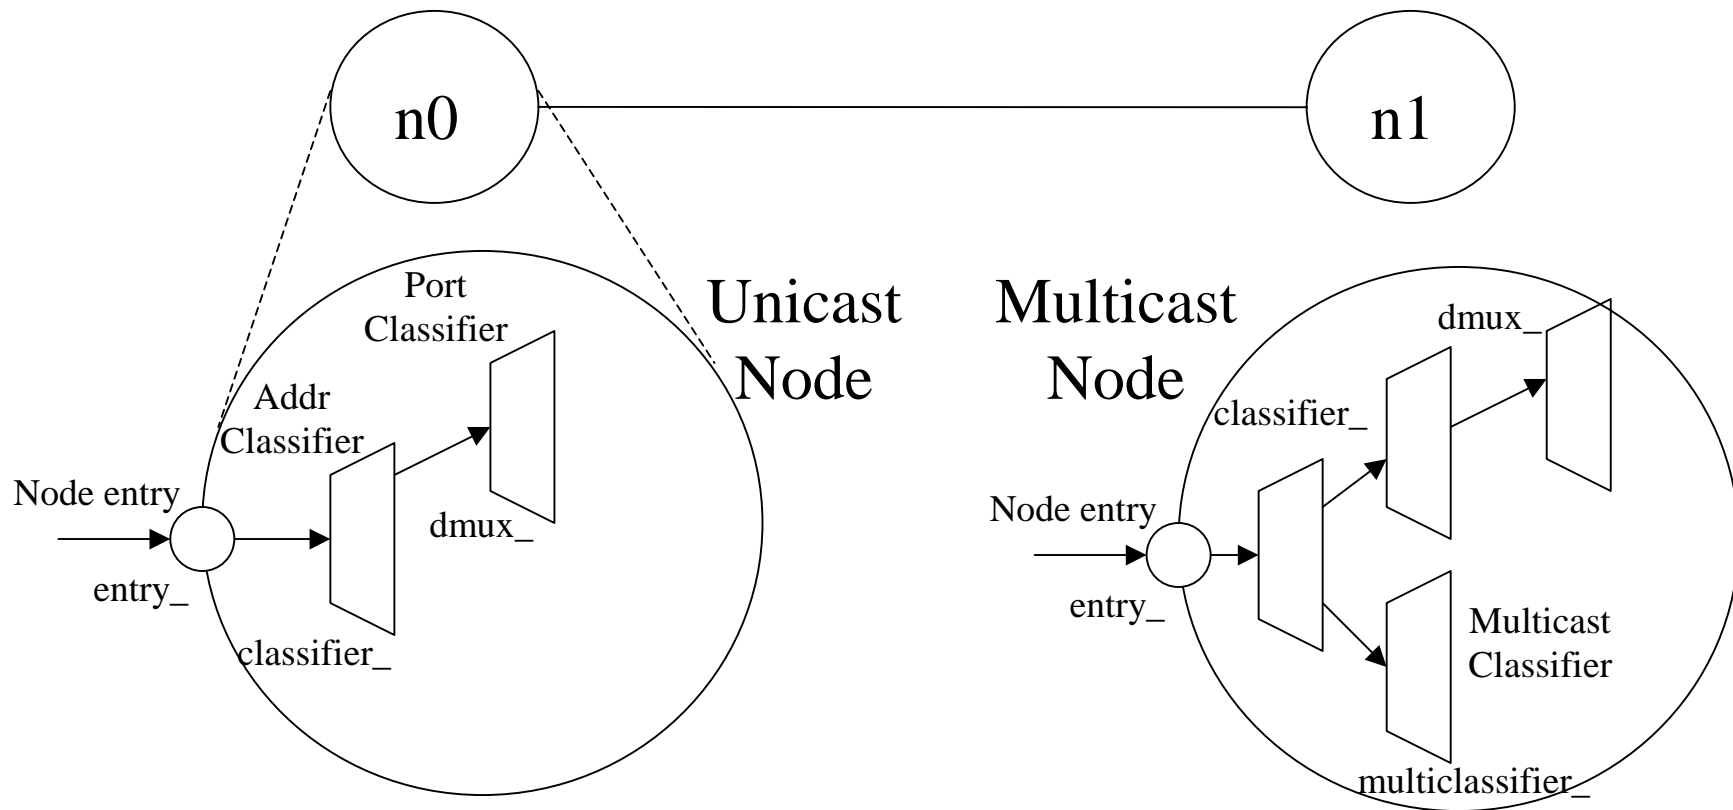 n0
n1
Port
Classifier
Addr
Classifier
Node entry
entry_
classifier_
dmux_
Unicast
Node
Multicast
Node
dmux_
classifier_
Node entry
entry_
Multicast
Classifier
multiclassifier_